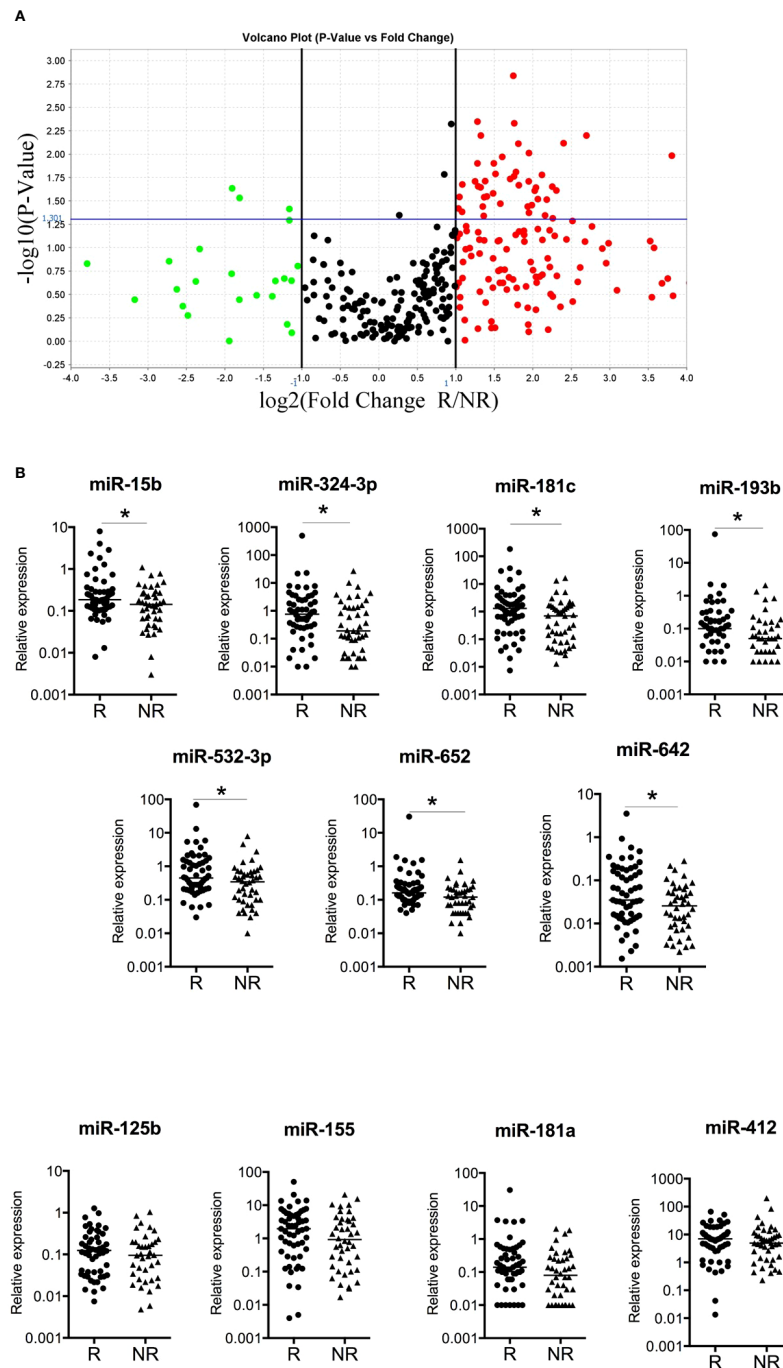 A
Volcano Plot (P-Value vs Fold Change)
3.00
2.75
2.50
2.25
2.00
1.75
1.50
1.301
1.25
1.00
0.75
0.50
0.25
0.00
-0.25
-log10(P-Value)
-4.0 -3.5 -3.0 -2.5 -2.0 -1.5 -1.0 -0.5 0.0 0.5 1.0 1.5 2.0 2.5 3.0 3.5 4.0
-1 1
log2(Fold Change R/NR)
B
miR-15b
Relative expression
10
1
0.1
0.01
0.001
*
R NR
miR-324-3p
Relative expression
1000
100
10
1
0.1
0.01
0.001
*
R NR
miR-181c
Relative expression
1000
100
10
1
0.1
0.01
0.001
*
R NR
miR-193b
Relative expression
100
10
1
0.1
0.01
0.001
*
R NR
miR-532-3p
Relative expression
100
10
1
0.1
0.01
0.001
*
R NR
miR-652
Relative expression
100
10
1
0.1
0.01
0.001
*
R NR
miR-642
Relative expression
10
1
0.1
0.01
0.001
*
R NR
miR-125b
Relative expression
10
1
0.1
0.01
0.001
R NR
miR-155
Relative expression
100
10
1
0.1
0.01
0.001
R NR
miR-181a
Relative expression
100
10
1
0.1
0.01
0.001
R NR
miR-412
Relative expression
1000
100
10
1
0.1
0.01
0.001
R NR